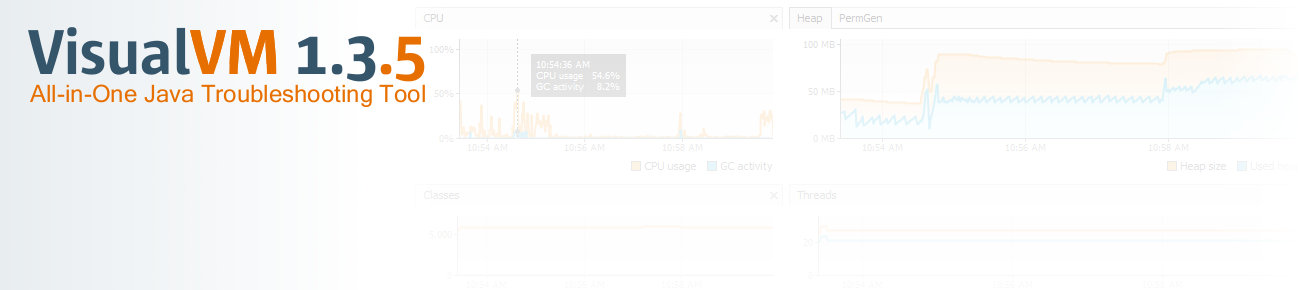 VisualVM 1.3.5
All-in-One Java Troubleshooting Tool
CPU
100%
50%
0%
10:54:36 AM
CPU usage 54.6%
GC activity 8.2%
10:54 AM 10:56 AM 10:58 AM
CPU usage GC activity
Heap PermGen
100 MB
50 MB
0 MB
10:54 AM 10:56 AM 10:58 AM
Heap size Used
Classes
5,000
0
10:54 AM 10:56 AM 10:58 AM
Threads
20
0
10:54 AM 10:56 AM 10:58 AM